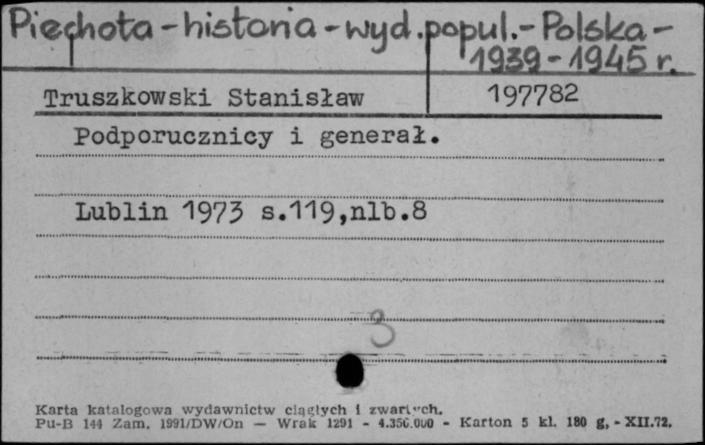 Piechota - historia - wyd. popul. - Polska -
1939 - 1945 r.
Truszkowski Stanisław 197782
Podporucznicy i generał.
Lublin 1973 s.119,nlb.8
3
Karta katalogowa wydawnictw ciągłych i zwartych.
Pu-B 144 Zam. 1991/DW/On — Wrak 1291 - 4.350.000 - Karton 5 kl. 180 g, - XII.72.